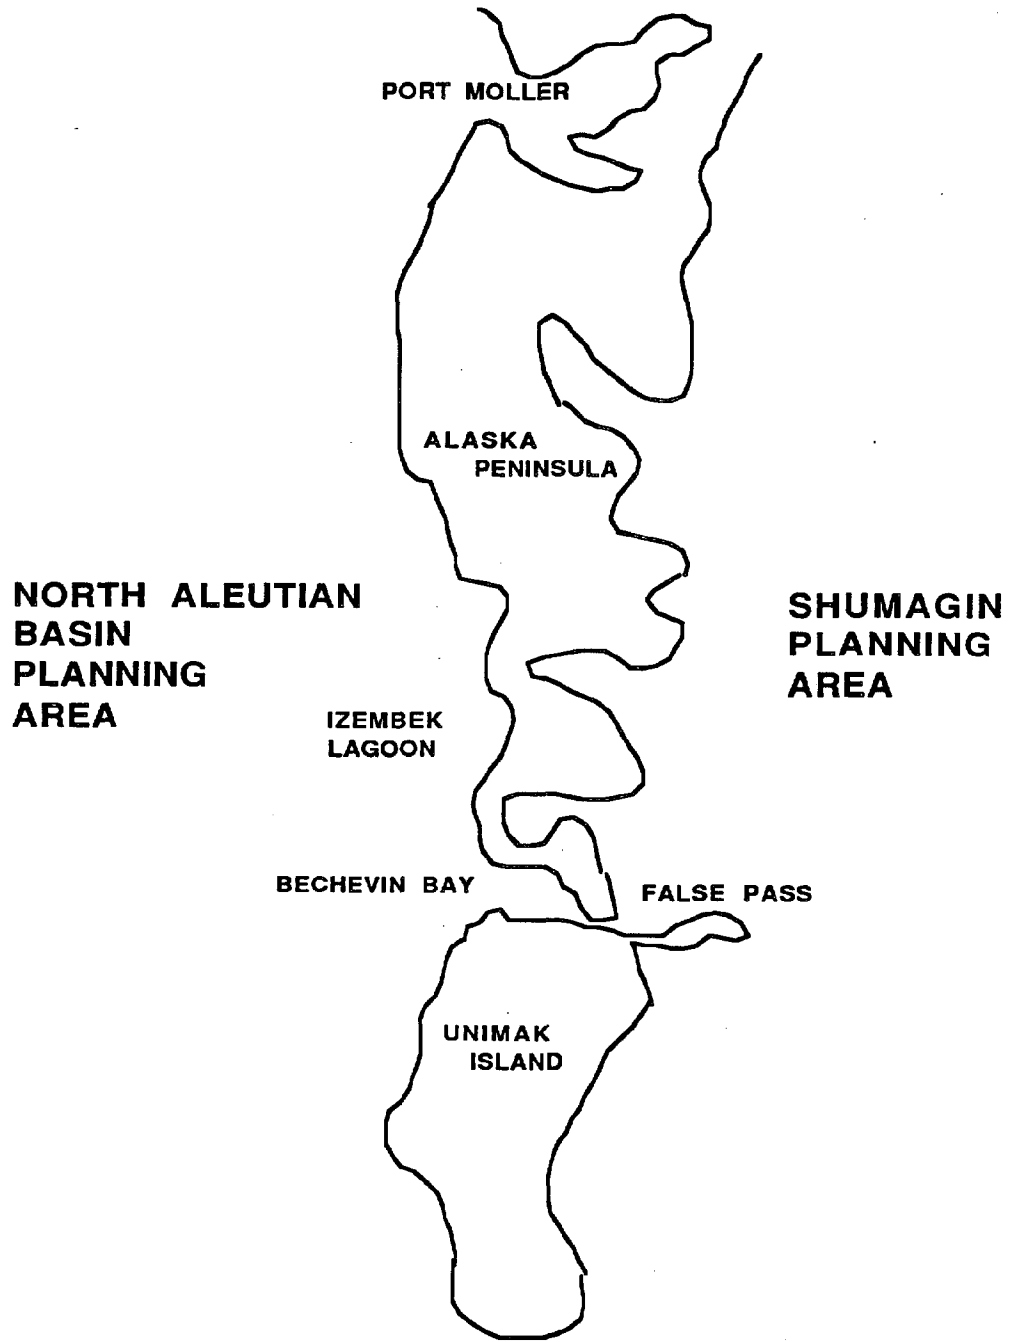 PORT MOLLER
ALASKA
PENINSULA
NORTH ALEUTIAN
BASIN
PLANNING
AREA
SHUMAGIN
PLANNING
AREA
IZEMBEK
LAGOON
BECHEVIN BAY
FALSE PASS
UNIMAK
ISLAND